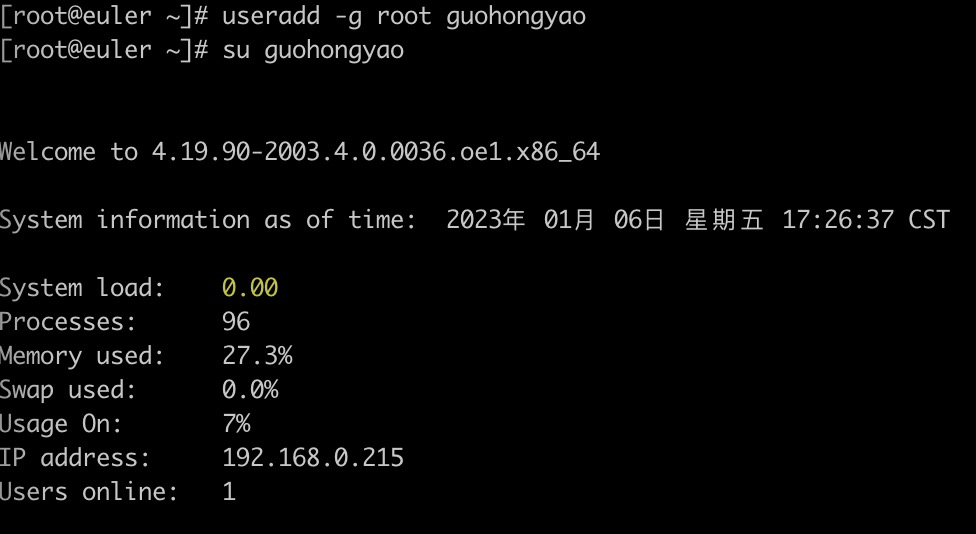 [root@euler ~]# useradd -g root guohongyao
[root@euler ~]# su guohongyao
Welcome to 4.19.90-2003.4.0.0036.oe1.x86_64
System information as of time:  2023年 01月 06日 星期五 17:26:37 CST
System load:    0.00
Processes:      96
Memory used:    27.3%
Swap used:      0.0%
Usage On:       7%
IP address:     192.168.0.215
Users online:   1